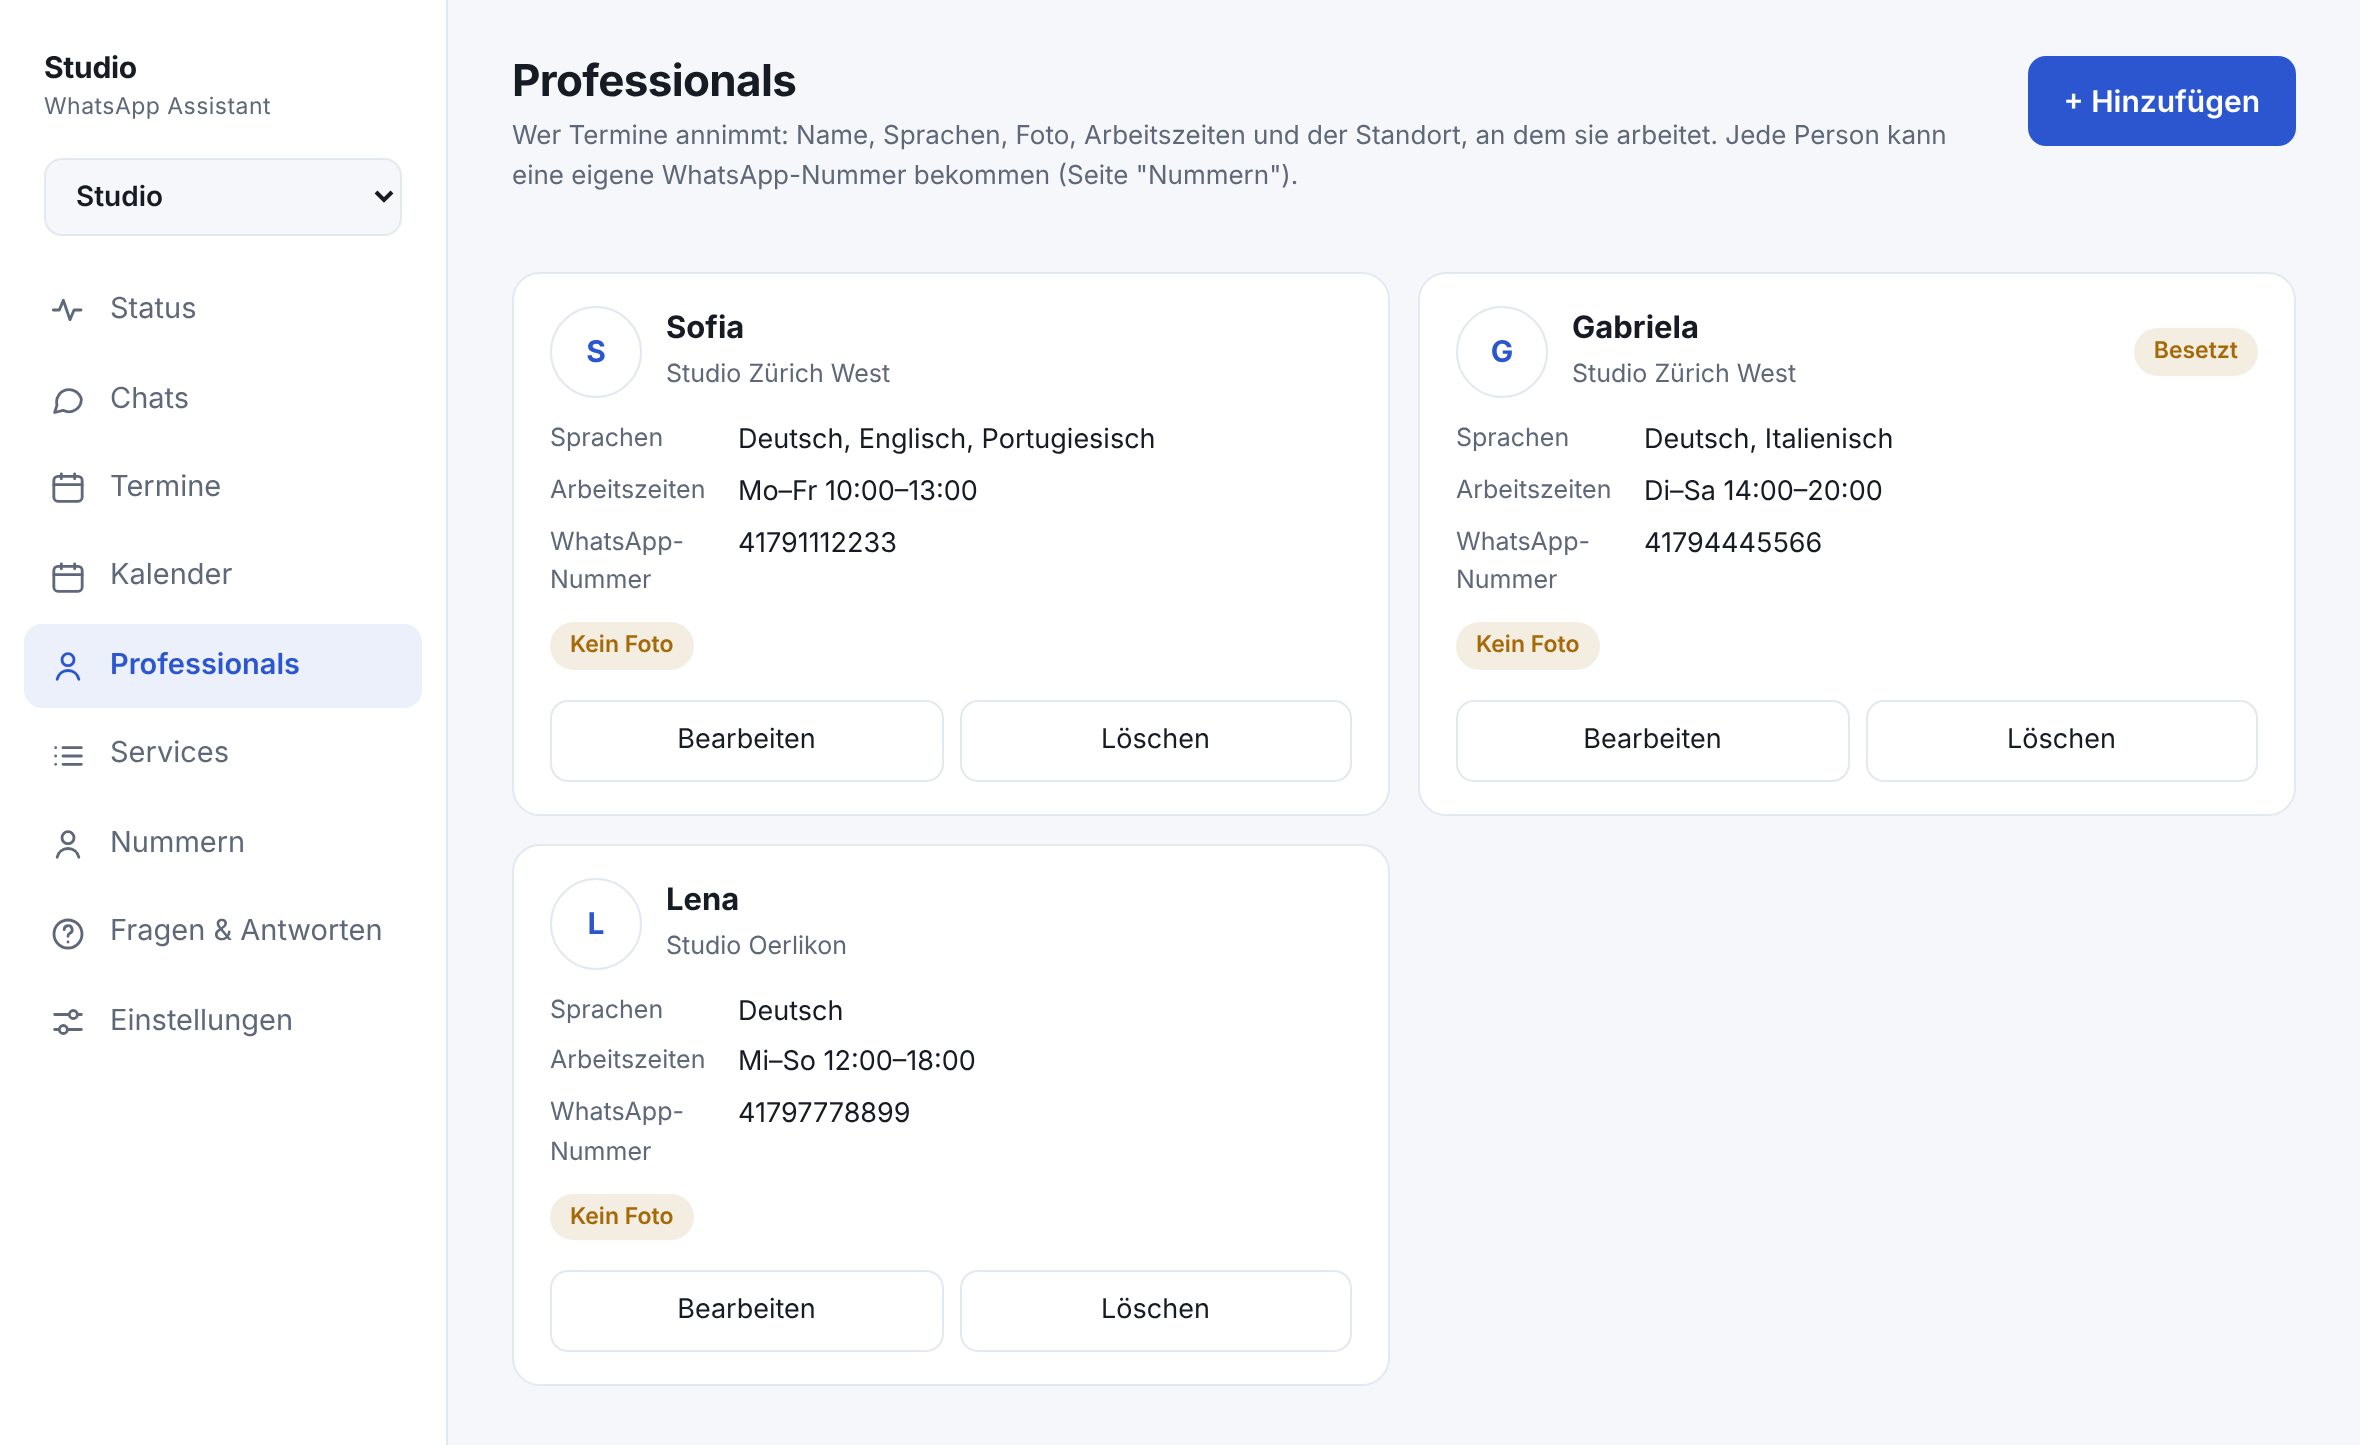 Studio
WhatsApp Assistant
Studio
Status
Chats
Termine
Kalender
Professionals
Services
Nummern
Fragen & Antworten
Einstellungen
Professionals
Wer Termine annimmt: Name, Sprachen, Foto, Arbeitszeiten und der Standort, an dem sie arbeitet. Jede Person kann
eine eigene WhatsApp-Nummer bekommen (Seite "Nummern").
+ Hinzufügen
S
Sofia
Studio Zürich West
Sprachen Deutsch, Englisch, Portugiesisch
Arbeitszeiten Mo–Fr 10:00–13:00
WhatsApp- 41791112233
Nummer
Kein Foto
Bearbeiten Löschen
G
Gabriela
Studio Zürich West
Besetzt
Sprachen Deutsch, Italienisch
Arbeitszeiten Di–Sa 14:00–20:00
WhatsApp- 41794445566
Nummer
Kein Foto
Bearbeiten Löschen
L
Lena
Studio Oerlikon
Sprachen Deutsch
Arbeitszeiten Mi–So 12:00–18:00
WhatsApp- 41797778899
Nummer
Kein Foto
Bearbeiten Löschen